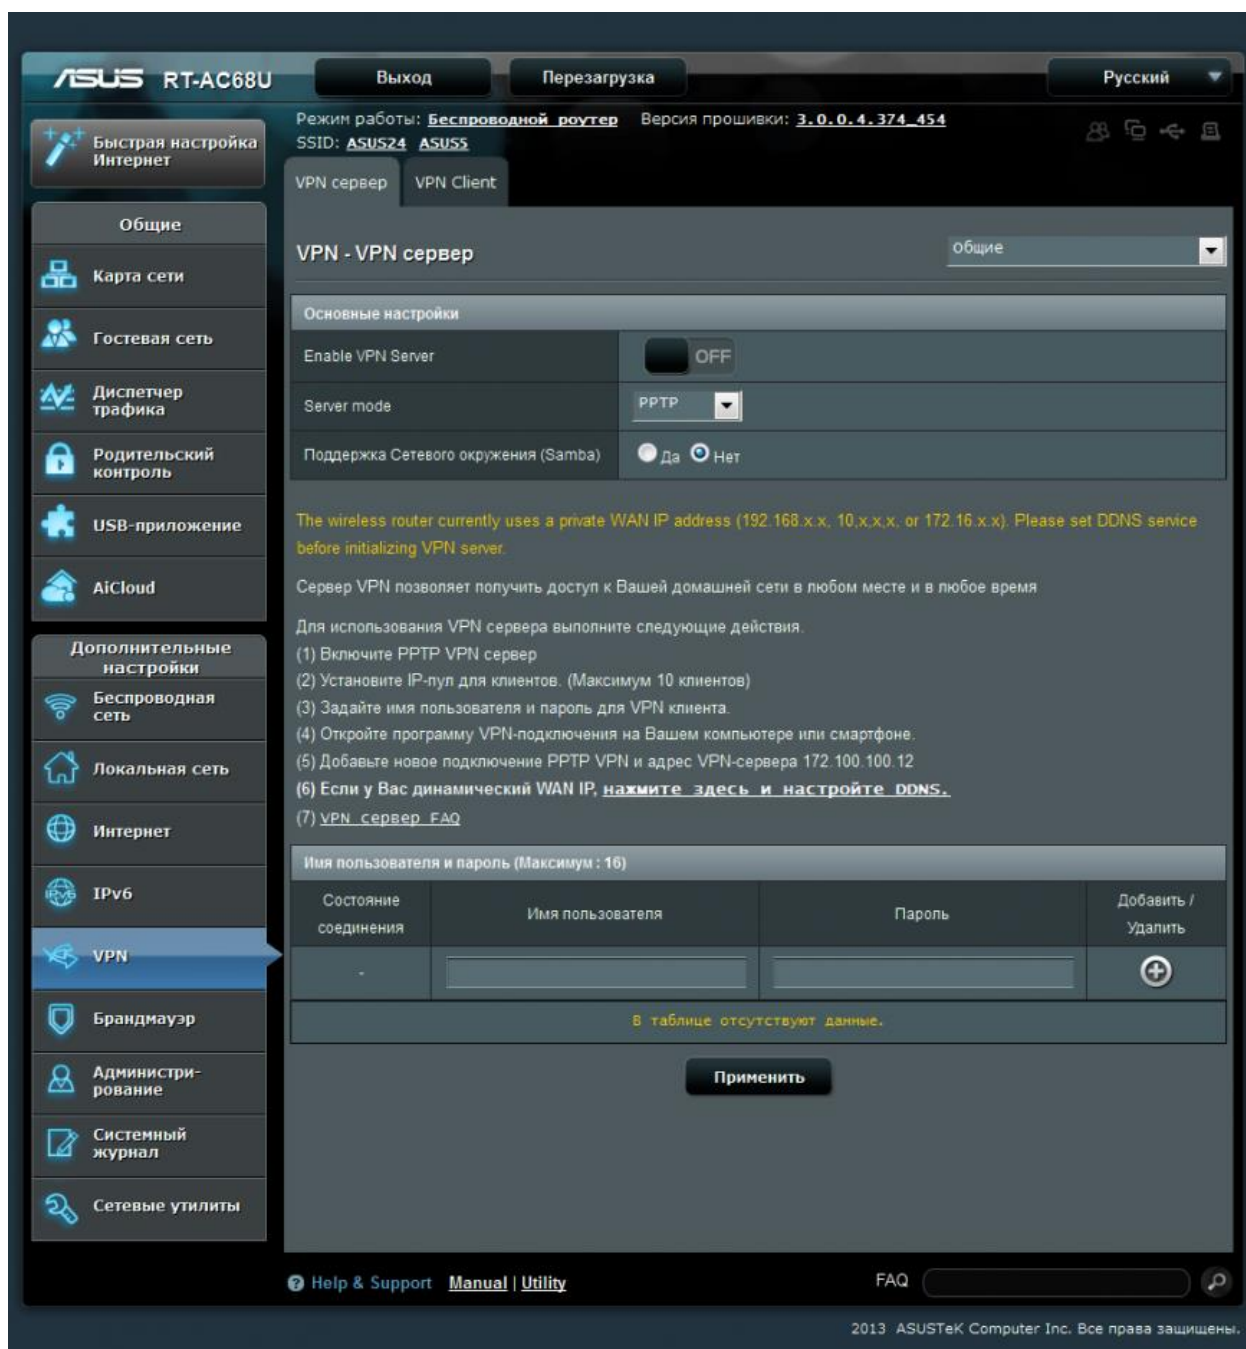 ASUS RT-AC68U
Выход
Перезагрузка
Русский
Быстрая настройка
Интернет
Режим работы: Беспроводной роутер Версия прошивки: 3.0.0.4.374_454
SSID: ASUS24 ASUS5
VPN сервер
VPN Client
Общие
Карта сети
Гостевая сеть
Диспетчер
трафика
Родительский
контроль
USB-приложение
AiCloud
Дополнительные
настройки
Беспроводная
сеть
Локальная сеть
Интернет
IPv6
VPN
Брандмауэр
Администри-
рование
Системный
журнал
Сетевые утилиты
VPN - VPN сервер
общие
Основные настройки
Enable VPN Server
OFF
Server mode
PPTP
Поддержка Сетевого окружения (Samba)
Да Нет
The wireless router currently uses a private WAN IP address (192.168.x.x, 10,x,x,x, or 172.16.x.x). Please set DDNS service
before initializing VPN server.
Сервер VPN позволяет получить доступ к Вашей домашней сети в любом месте и в любое время
Для использования VPN сервера выполните следующие действия.
(1) Включите PPTP VPN сервер
(2) Установите IP-пул для клиентов. (Максимум 10 клиентов)
(3) Задайте имя пользователя и пароль для VPN клиента.
(4) Откройте программу VPN-подключения на Вашем компьютере или смартфоне.
(5) Добавьте новое подключение PPTP VPN и адрес VPN-сервера 172.100.100.12
(6) Если у Вас динамический WAN IP, нажмите здесь и настройте DDNS.
(7) VPN сервер FAQ
Имя пользователя и пароль (Максимум : 16)
Состояние
соединения
Имя пользователя
Пароль
Добавить /
Удалить
-
В таблице отсутствуют данные.
Применить
Help & Support Manual | Utility
FAQ
2013 ASUSTeK Computer Inc. Все права защищены.